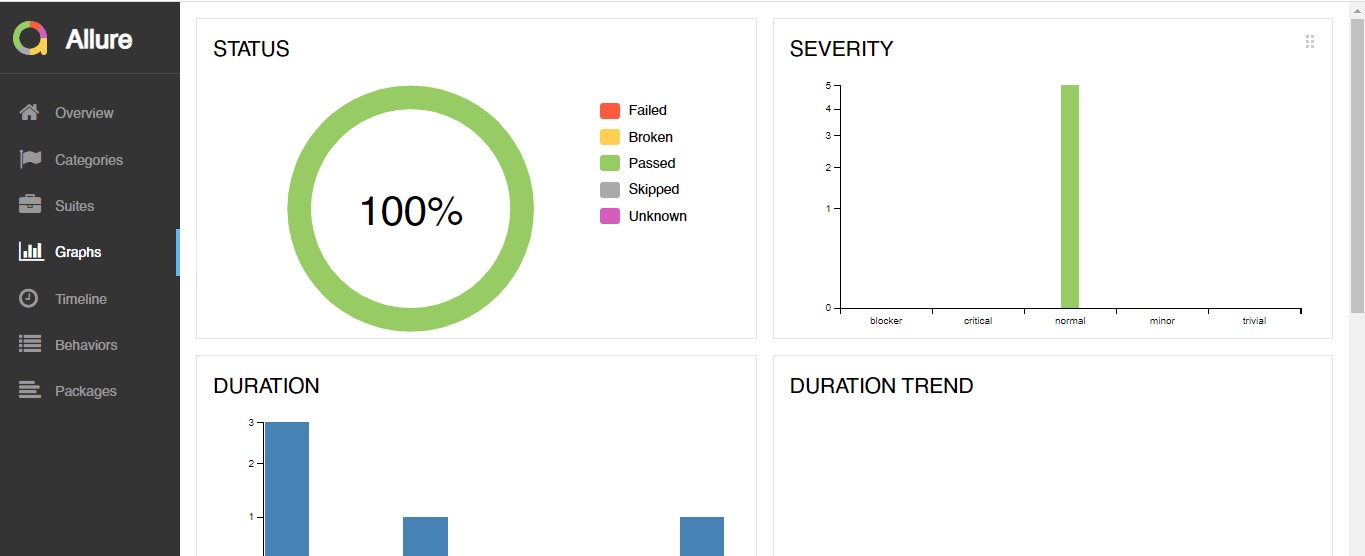 Allure
Overview
Categories
Suites
Graphs
Timeline
Behaviors
Packages
STATUS
100%
Failed
Broken
Passed
Skipped
Unknown
SEVERITY
5
4
3
2
1
0
blocker critical normal minor trivial
DURATION
3
2
1
DURATION TREND